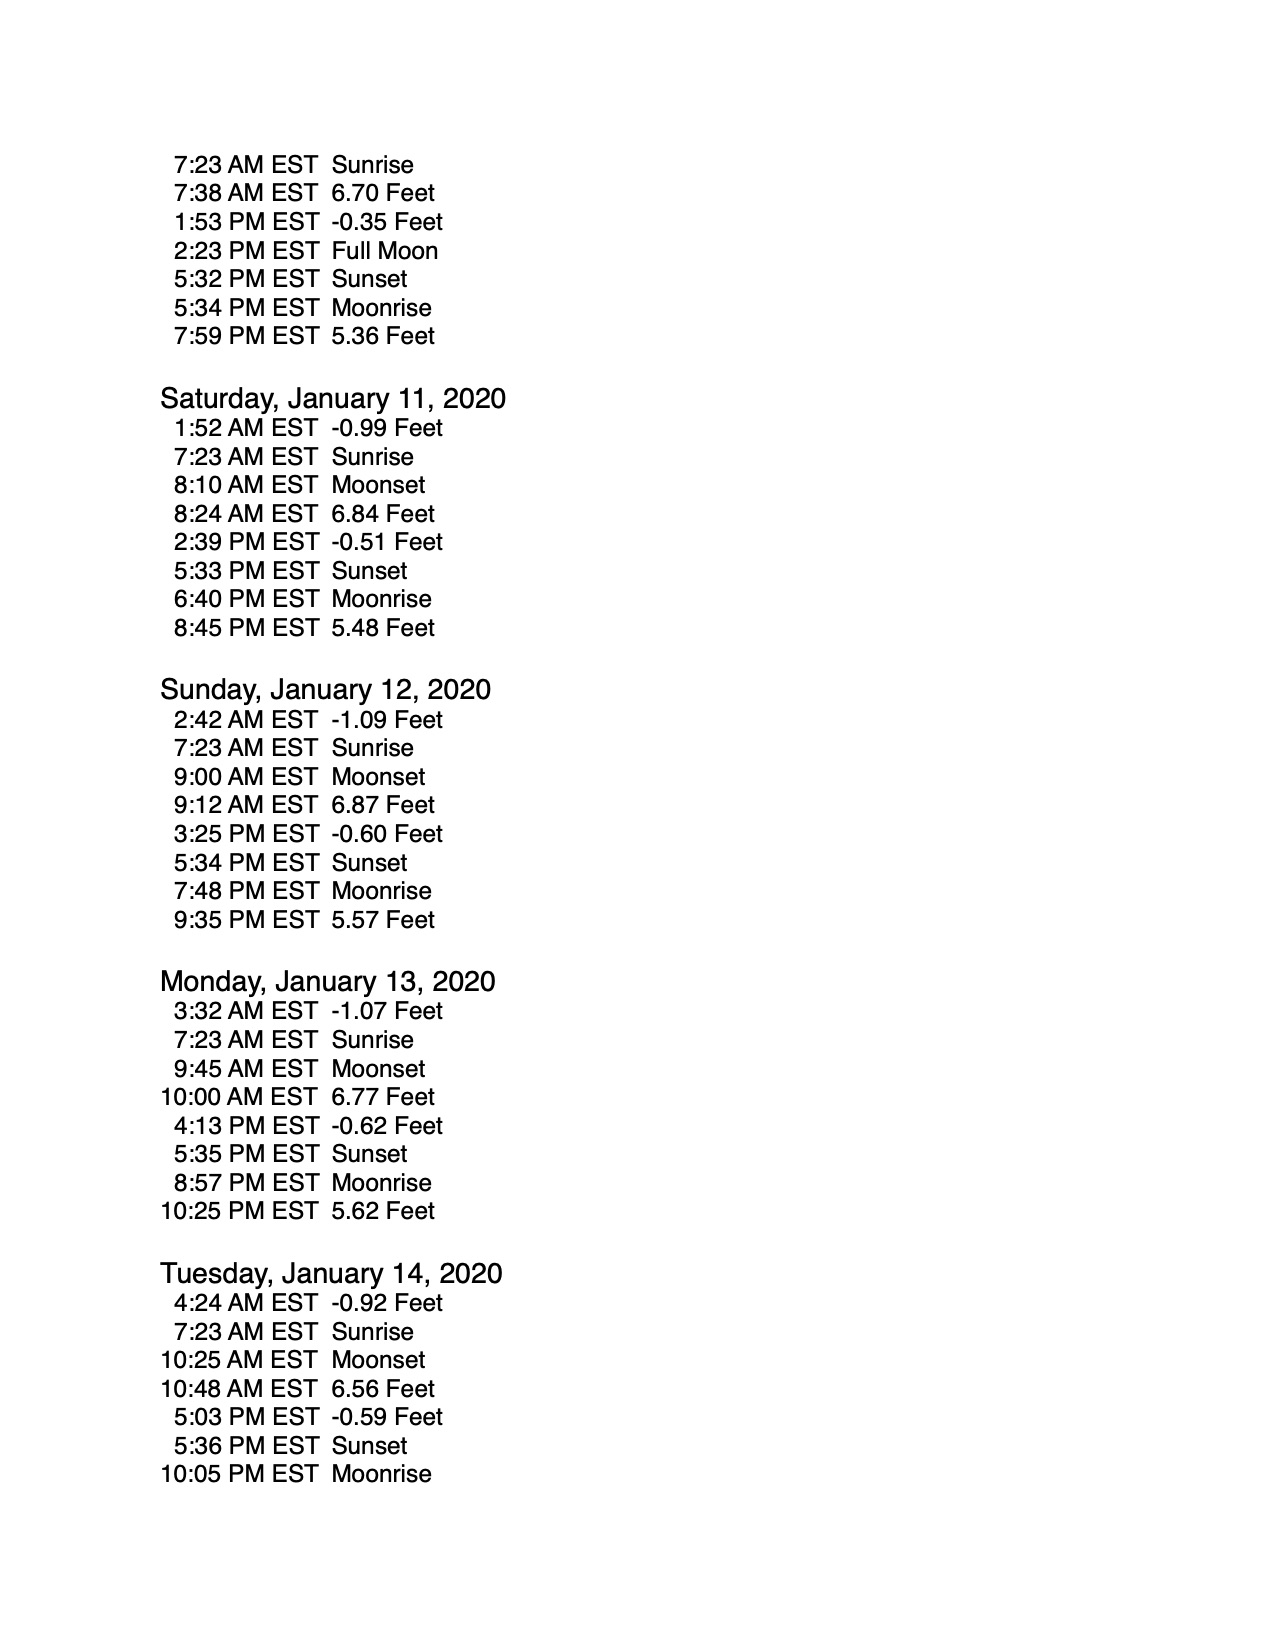 7:23 AM EST Sunrise
7:38 AM EST 6.70 Feet
1:53 PM EST -0.35 Feet
2:23 PM EST Full Moon
5:32 PM EST Sunset
5:34 PM EST Moonrise
7:59 PM EST 5.36 Feet
Saturday, January 11, 2020
1:52 AM EST -0.99 Feet
7:23 AM EST Sunrise
8:10 AM EST Moonset
8:24 AM EST 6.84 Feet
2:39 PM EST -0.51 Feet
5:33 PM EST Sunset
6:40 PM EST Moonrise
8:45 PM EST 5.48 Feet
Sunday, January 12, 2020
2:42 AM EST -1.09 Feet
7:23 AM EST Sunrise
9:00 AM EST Moonset
9:12 AM EST 6.87 Feet
3:25 PM EST -0.60 Feet
5:34 PM EST Sunset
7:48 PM EST Moonrise
9:35 PM EST 5.57 Feet
Monday, January 13, 2020
3:32 AM EST -1.07 Feet
7:23 AM EST Sunrise
9:45 AM EST Moonset
10:00 AM EST 6.77 Feet
4:13 PM EST -0.62 Feet
5:35 PM EST Sunset
8:57 PM EST Moonrise
10:25 PM EST 5.62 Feet
Tuesday, January 14, 2020
4:24 AM EST -0.92 Feet
7:23 AM EST Sunrise
10:25 AM EST Moonset
10:48 AM EST 6.56 Feet
5:03 PM EST -0.59 Feet
5:36 PM EST Sunset
10:05 PM EST Moonrise